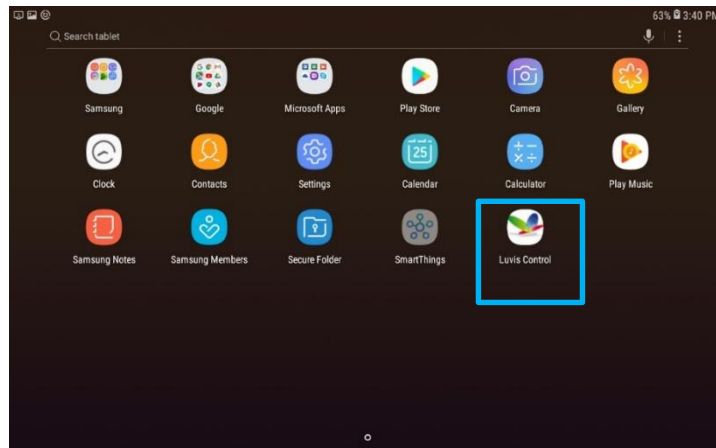 63% 3:40 PM
Search tablet
Samsung Google Microsoft Apps Play Store Camera Gallery
25
Clock Contacts Settings Calendar Calculator Play Music
Samsung Notes Samsung Members Secure Folder SmartThings Luvis Control